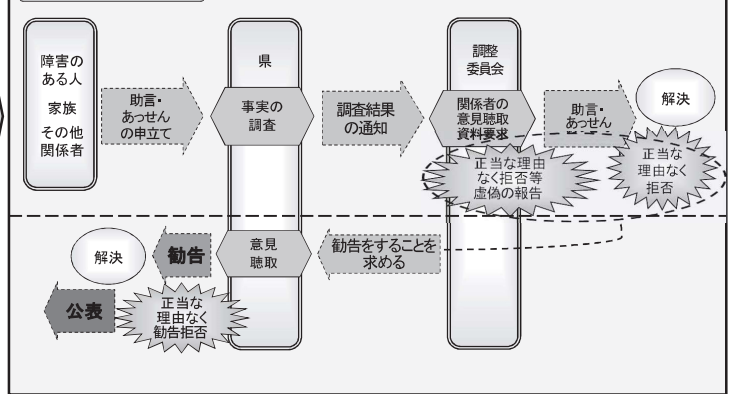 障害の
ある人
家族
その他
関係者
助言・
あっせん
の申立て
県
事実の
調査
調査結果
の通知
調整
委員会
関係者の
意見聴取
資料要求
助言・
あっせん
解決
正当な理由
なく拒否等
虚偽の報告
正当な
理由なく
拒否
解決
勧告
意見
聴取
勧告をすることを
求める
公表
正当な
理由なく
勧告拒否